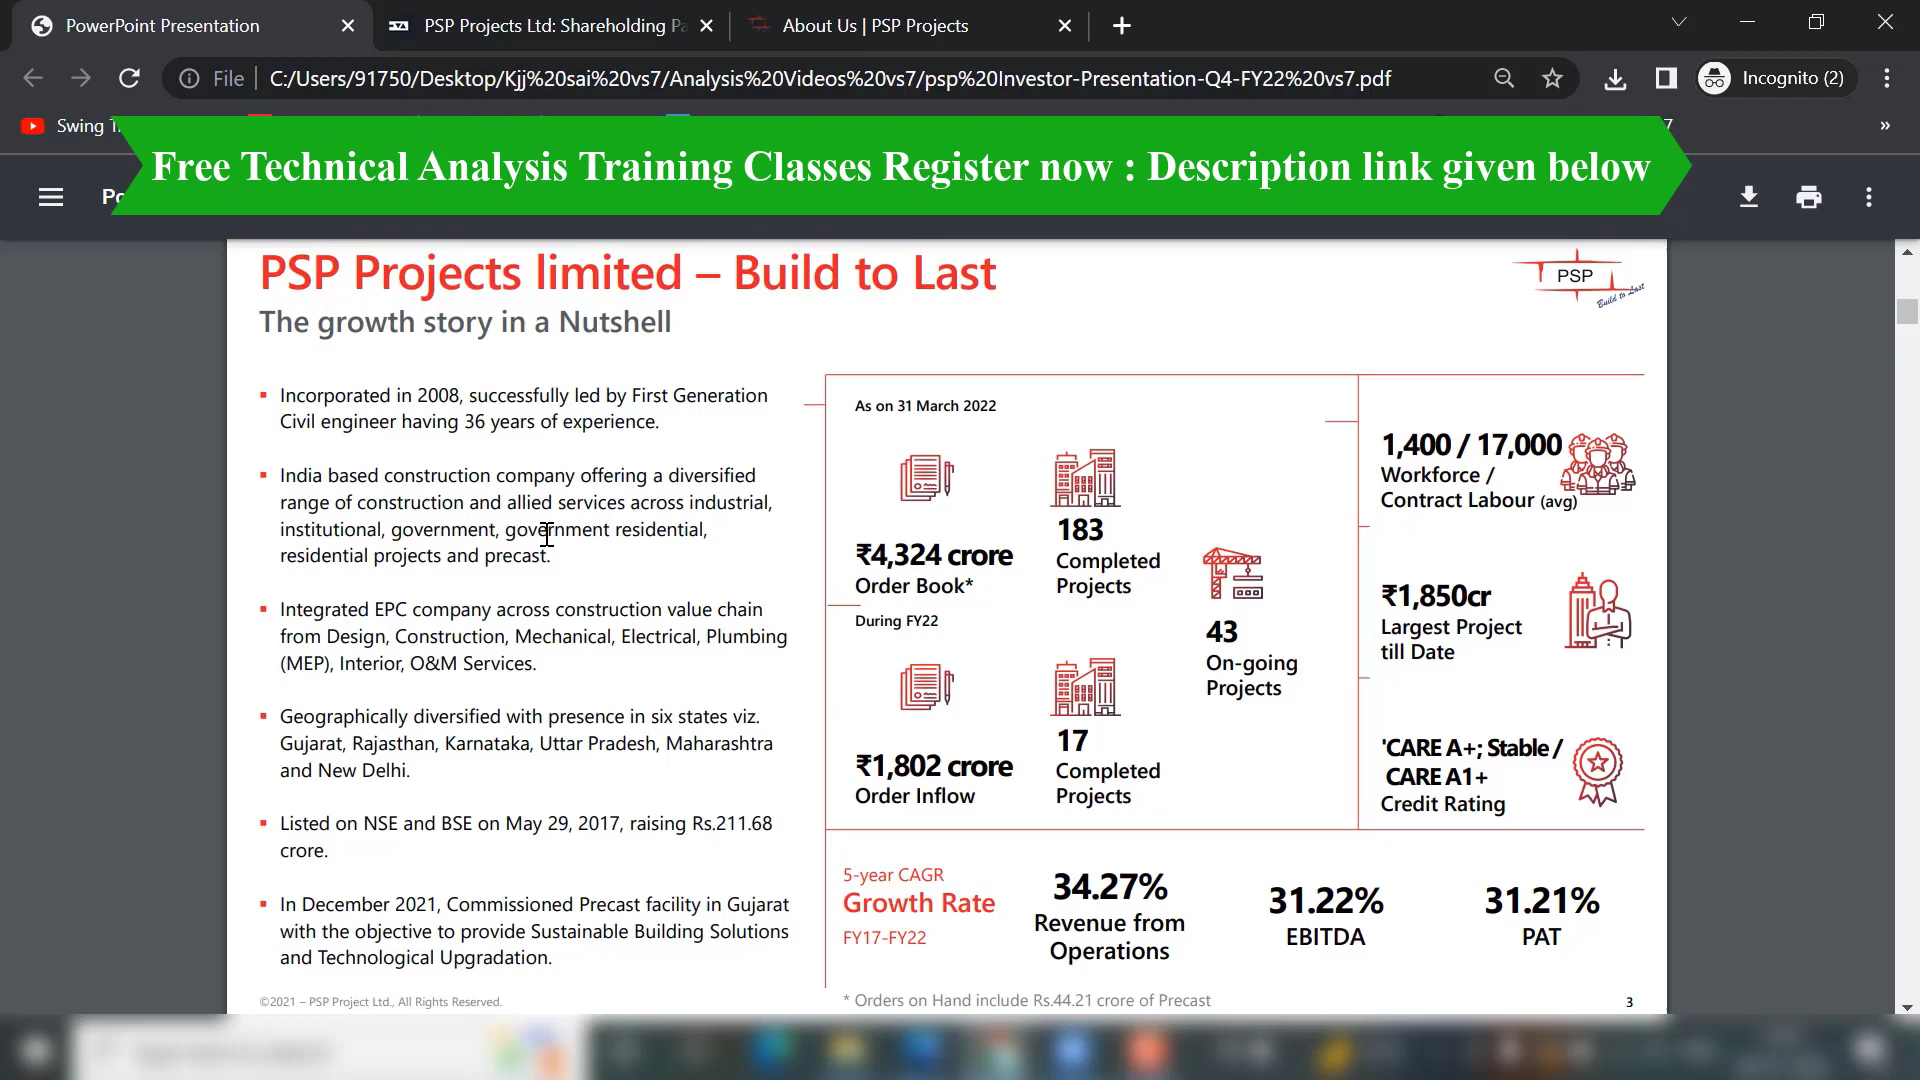 PowerPoint Presentation
PSP Projects Ltd: Shareholding Pa
About Us | PSP Projects
File
C:/Users/91750/Desktop/Kjj%20sai%20vs7/Analysis%20Videos%20vs7/psp%20Investor-Presentation-Q4-FY22%20vs7.pdf
Incognito (2)
Swing
Free Technical Analysis Training Classes Register now : Description link given below
PSP Projects limited – Build to Last
PSP
Build to Last
The growth story in a Nutshell
Incorporated in 2008, successfully led by First Generation
Civil engineer having 36 years of experience.
India based construction company offering a diversified
range of construction and allied services across industrial,
institutional, government, government residential,
residential projects and precast.
Integrated EPC company across construction value chain
from Design, Construction, Mechanical, Electrical, Plumbing
(MEP), Interior, O&M Services.
Geographically diversified with presence in six states viz.
Gujarat, Rajasthan, Karnataka, Uttar Pradesh, Maharashtra
and New Delhi.
Listed on NSE and BSE on May 29, 2017, raising Rs.211.68
crore.
In December 2021, Commissioned Precast facility in Gujarat
with the objective to provide Sustainable Building Solutions
and Technological Upgradation.
As on 31 March 2022
₹4,324 crore
Order Book*
183
Completed
Projects
During FY22
₹1,802 crore
Order Inflow
17
Completed
Projects
43
On-going
Projects
1,400 / 17,000
Workforce /
Contract Labour (avg)
₹1,850cr
Largest Project
till Date
'CARE A+; Stable /
CARE A1+
Credit Rating
5-year CAGR
Growth Rate
FY17-FY22
34.27%
Revenue from
Operations
31.22%
EBITDA
31.21%
PAT
©2021 – PSP Project Ltd., All Rights Reserved.
* Orders on Hand include Rs.44.21 crore of Precast
3